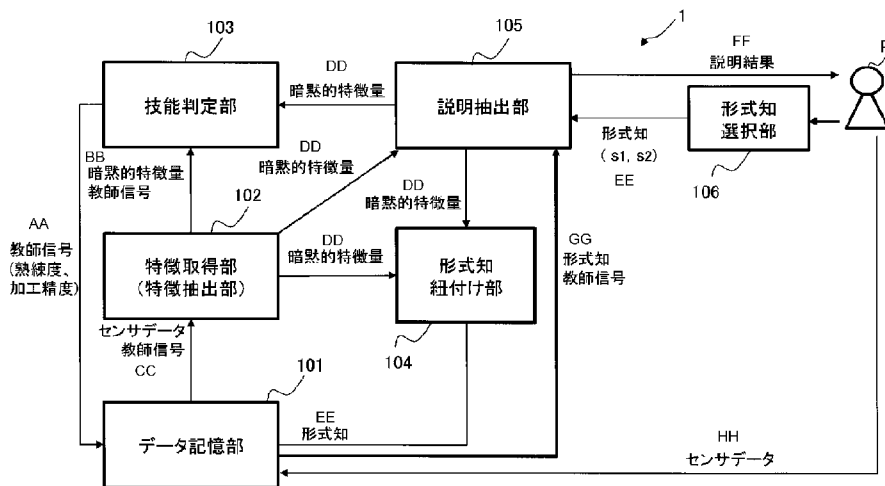 103
105
1
FF
説明結果
P
DD
暗黙的特徴量
技能判定部
説明抽出部
形式知
選択部
形式知
(s1, s2)
EE
106
BB
暗黙的特徴量
教師信号
DD
暗黙的特徴量
102
DD
暗黙的特徴量
AA
教師信号
(熟練度、
加工精度)
特徴取得部
(特徴抽出部)
DD
暗黙的特徴量
形式知
紐付け部
GG
形式知
教師信号
センサデータ
教師信号
CC
104
101
EE
形式知
データ記憶部
HH
センサデータ